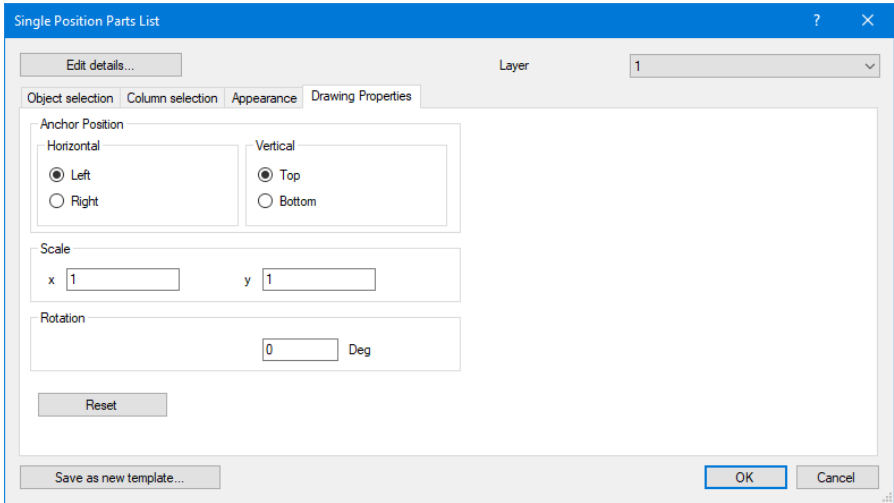 Single Position Parts List
Edit details...
Layer
1
Object selection Column selection Appearance Drawing Properties
Anchor Position
Horizontal
Vertical
Left
Top
Right
Bottom
Scale
x 1
y 1
Rotation
0 Deg
Reset
Save as new template...
OK
Cancel